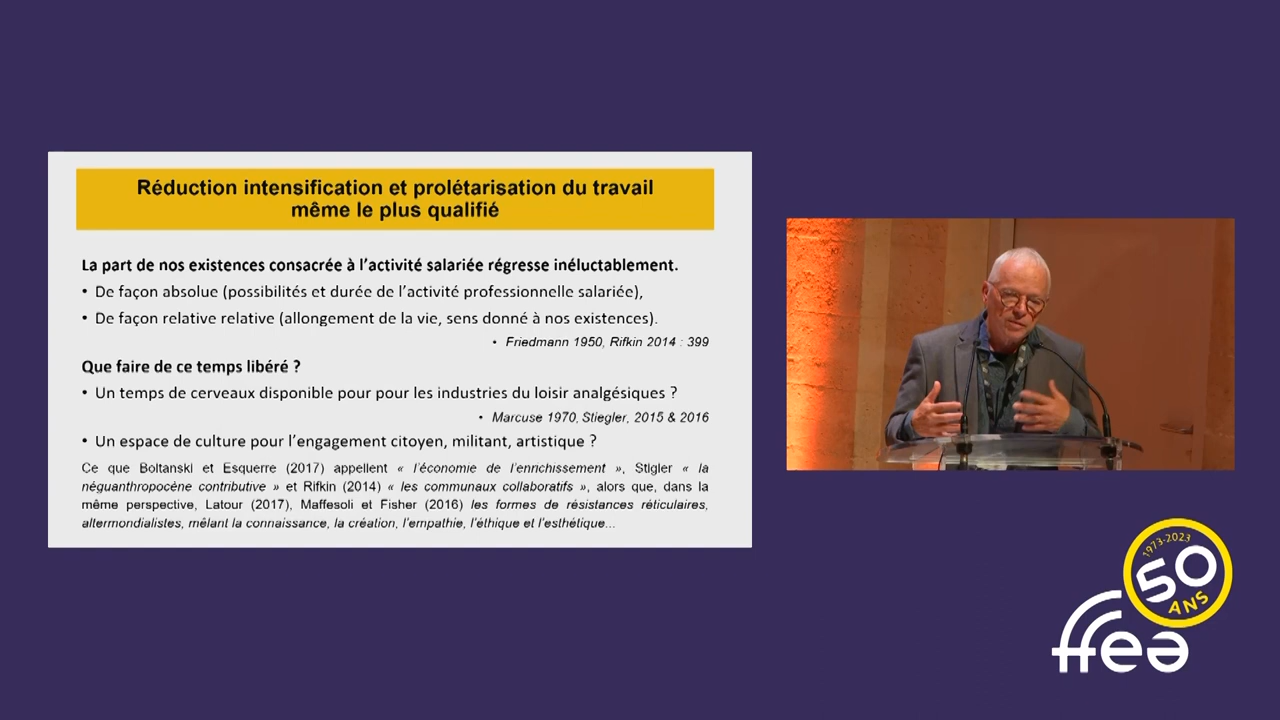 Réduction intensification et prolétarisation du travail
même le plus qualifié
La part de nos existences consacrée à l'activité salariée régresse inéluctablement.
• De façon absolue (possibilités et durée de l'activité professionnelle salariée),
• De façon relative relative (allongement de la vie, sens donné à nos existences).
• Friedmann 1950, Rifkin 2014 : 399
Que faire de ce temps libéré ?
• Un temps de cerveaux disponible pour pour les industries du loisir analgésiques ?
• Marcuse 1970, Stiegler, 2015 & 2016
• Un espace de culture pour l'engagement citoyen, militant, artistique ?
Ce que Boltanski et Esquerre (2017) appellent « l'économie de l'enrichissement », Stigler « la
néguanthropocène contributive » et Rifkin (2014) « les communaux collaboratifs », alors que, dans la
même perspective, Latour (2017), Maffesoli et Fisher (2016) les formes de résistances réticulaires,
altermondialistes, mêlant la connaissance, la création, l'empathie, l'éthique et l'esthétique...
1973-2023
50
ANS
ffea